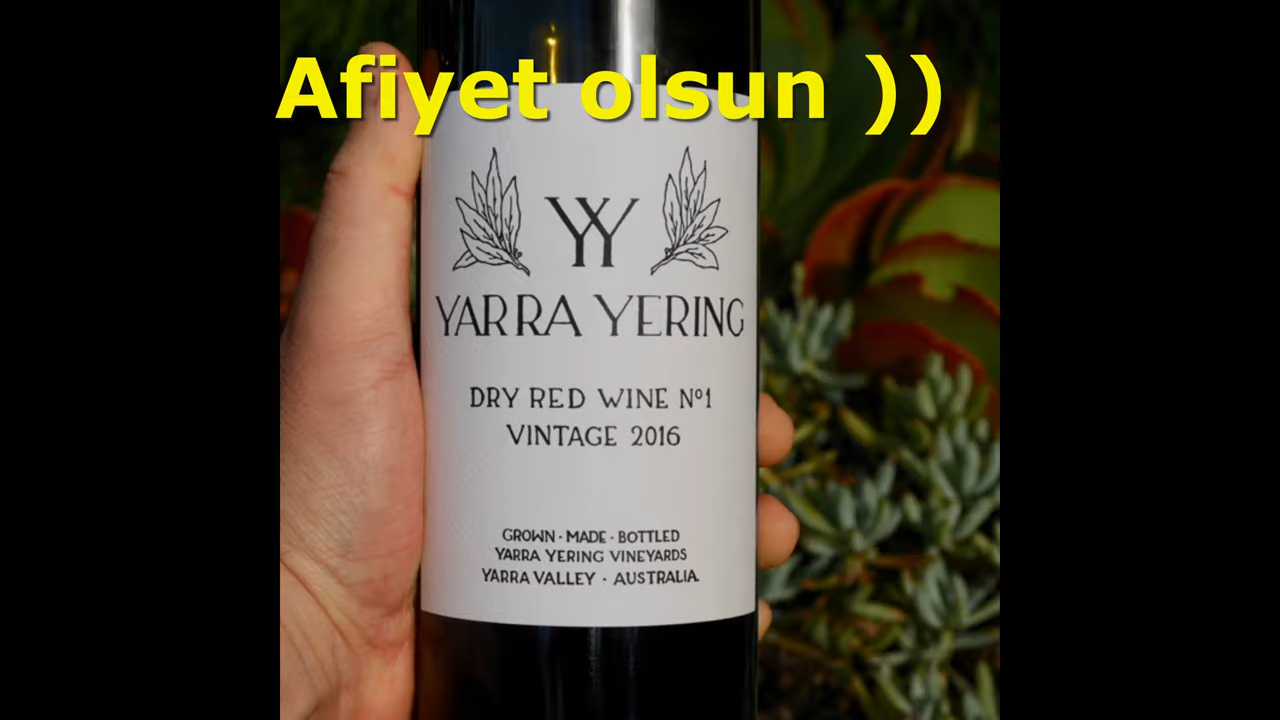 Afiyet olsun ))
YY
YARRA YERING
DRY RED WINE Nº1
VINTAGE 2016
GROWN · MADE · BOTTLED
YARRA YERING VINEYARDS
YARRA VALLEY · AUSTRALIA